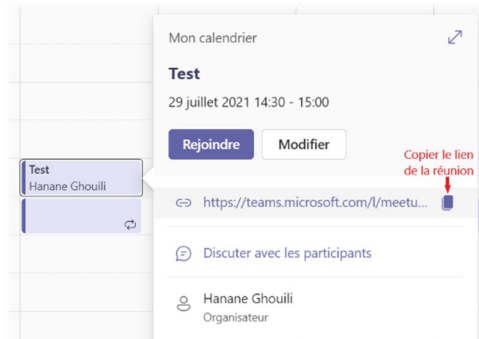 Mon calendrier
Test
29 juillet 2021 14:30 - 15:00
Rejoindre
Modifier
Copier le lien
de la réunion
Test
Hanane Ghouili
https://teams.microsoft.com/l/meetu...
Discuter avec les participants
Hanane Ghouili
Organisateur